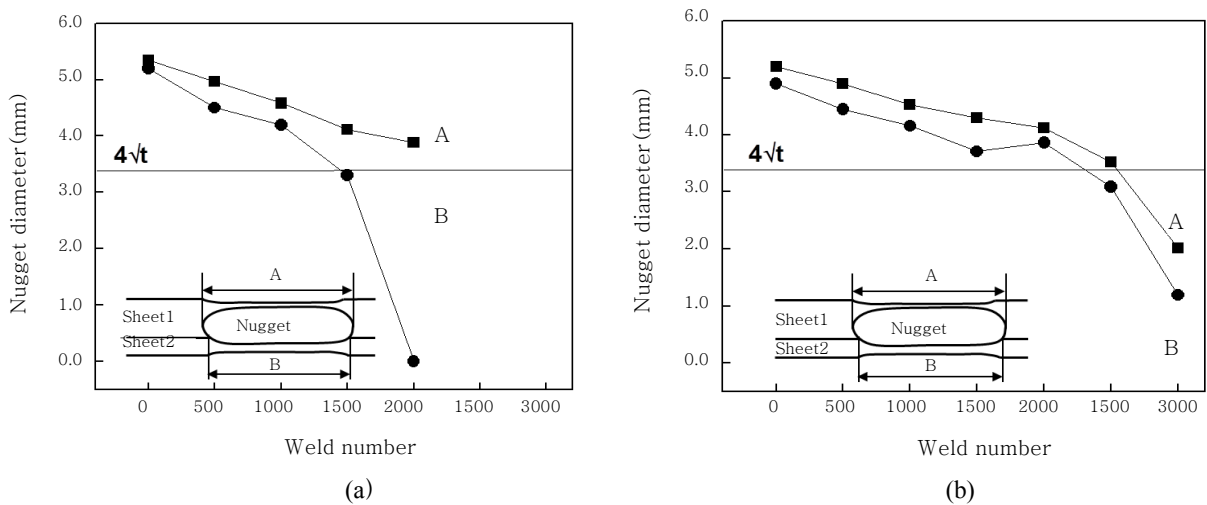 6.0
5.0
4.0
3.0
2.0
1.0
0.0
Nugget diameter(mm)
4√t
A
B
A
Sheet1
Nugget
Sheet2
B
0 500 1000 1500 2000 1500 3000
Weld number
(a)
6.0
5.0
4.0
3.0
2.0
1.0
0.0
Nugget diameter(mm)
4√t
A
B
A
Sheet1
Nugget
Sheet2
B
0 500 1000 1500 2000 1500 3000
Weld number
(b)